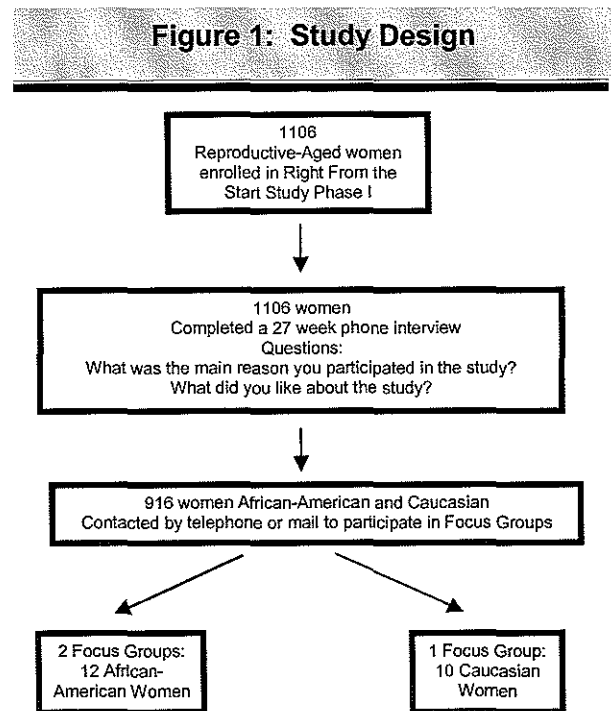 Figure 1: Study Design
1106
Reproductive-Aged women
enrolled in Right From the
Start Study Phase I
1106 women
Completed a 27 week phone interview
Questions:
What was the main reason you participated in the study?
What did you like about the study?
916 women African-American and Caucasian
Contacted by telephone or mail to participate in Focus Groups
2 Focus Groups:
12 African-
American Women
1 Focus Group:
10 Caucasian
Women